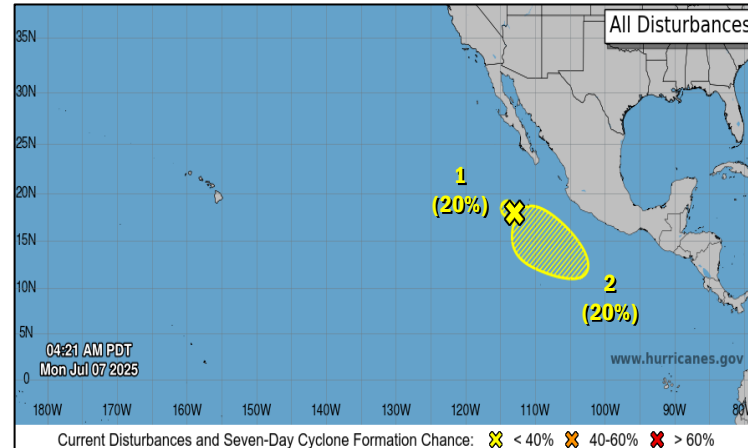 All Disturbances
35N
30N
25N
20N
15N
10N
5N
0
1
(20%)
2
(20%)
04:21 AM PDT
Mon Jul 07 2025
www.hurricanes.gov
180W 170W 160W 150W 140W 130W 120W 110W 100W 90W 80W
Current Disturbances and Seven-Day Cyclone Formation Chance: < 40% 40-60% > 60%